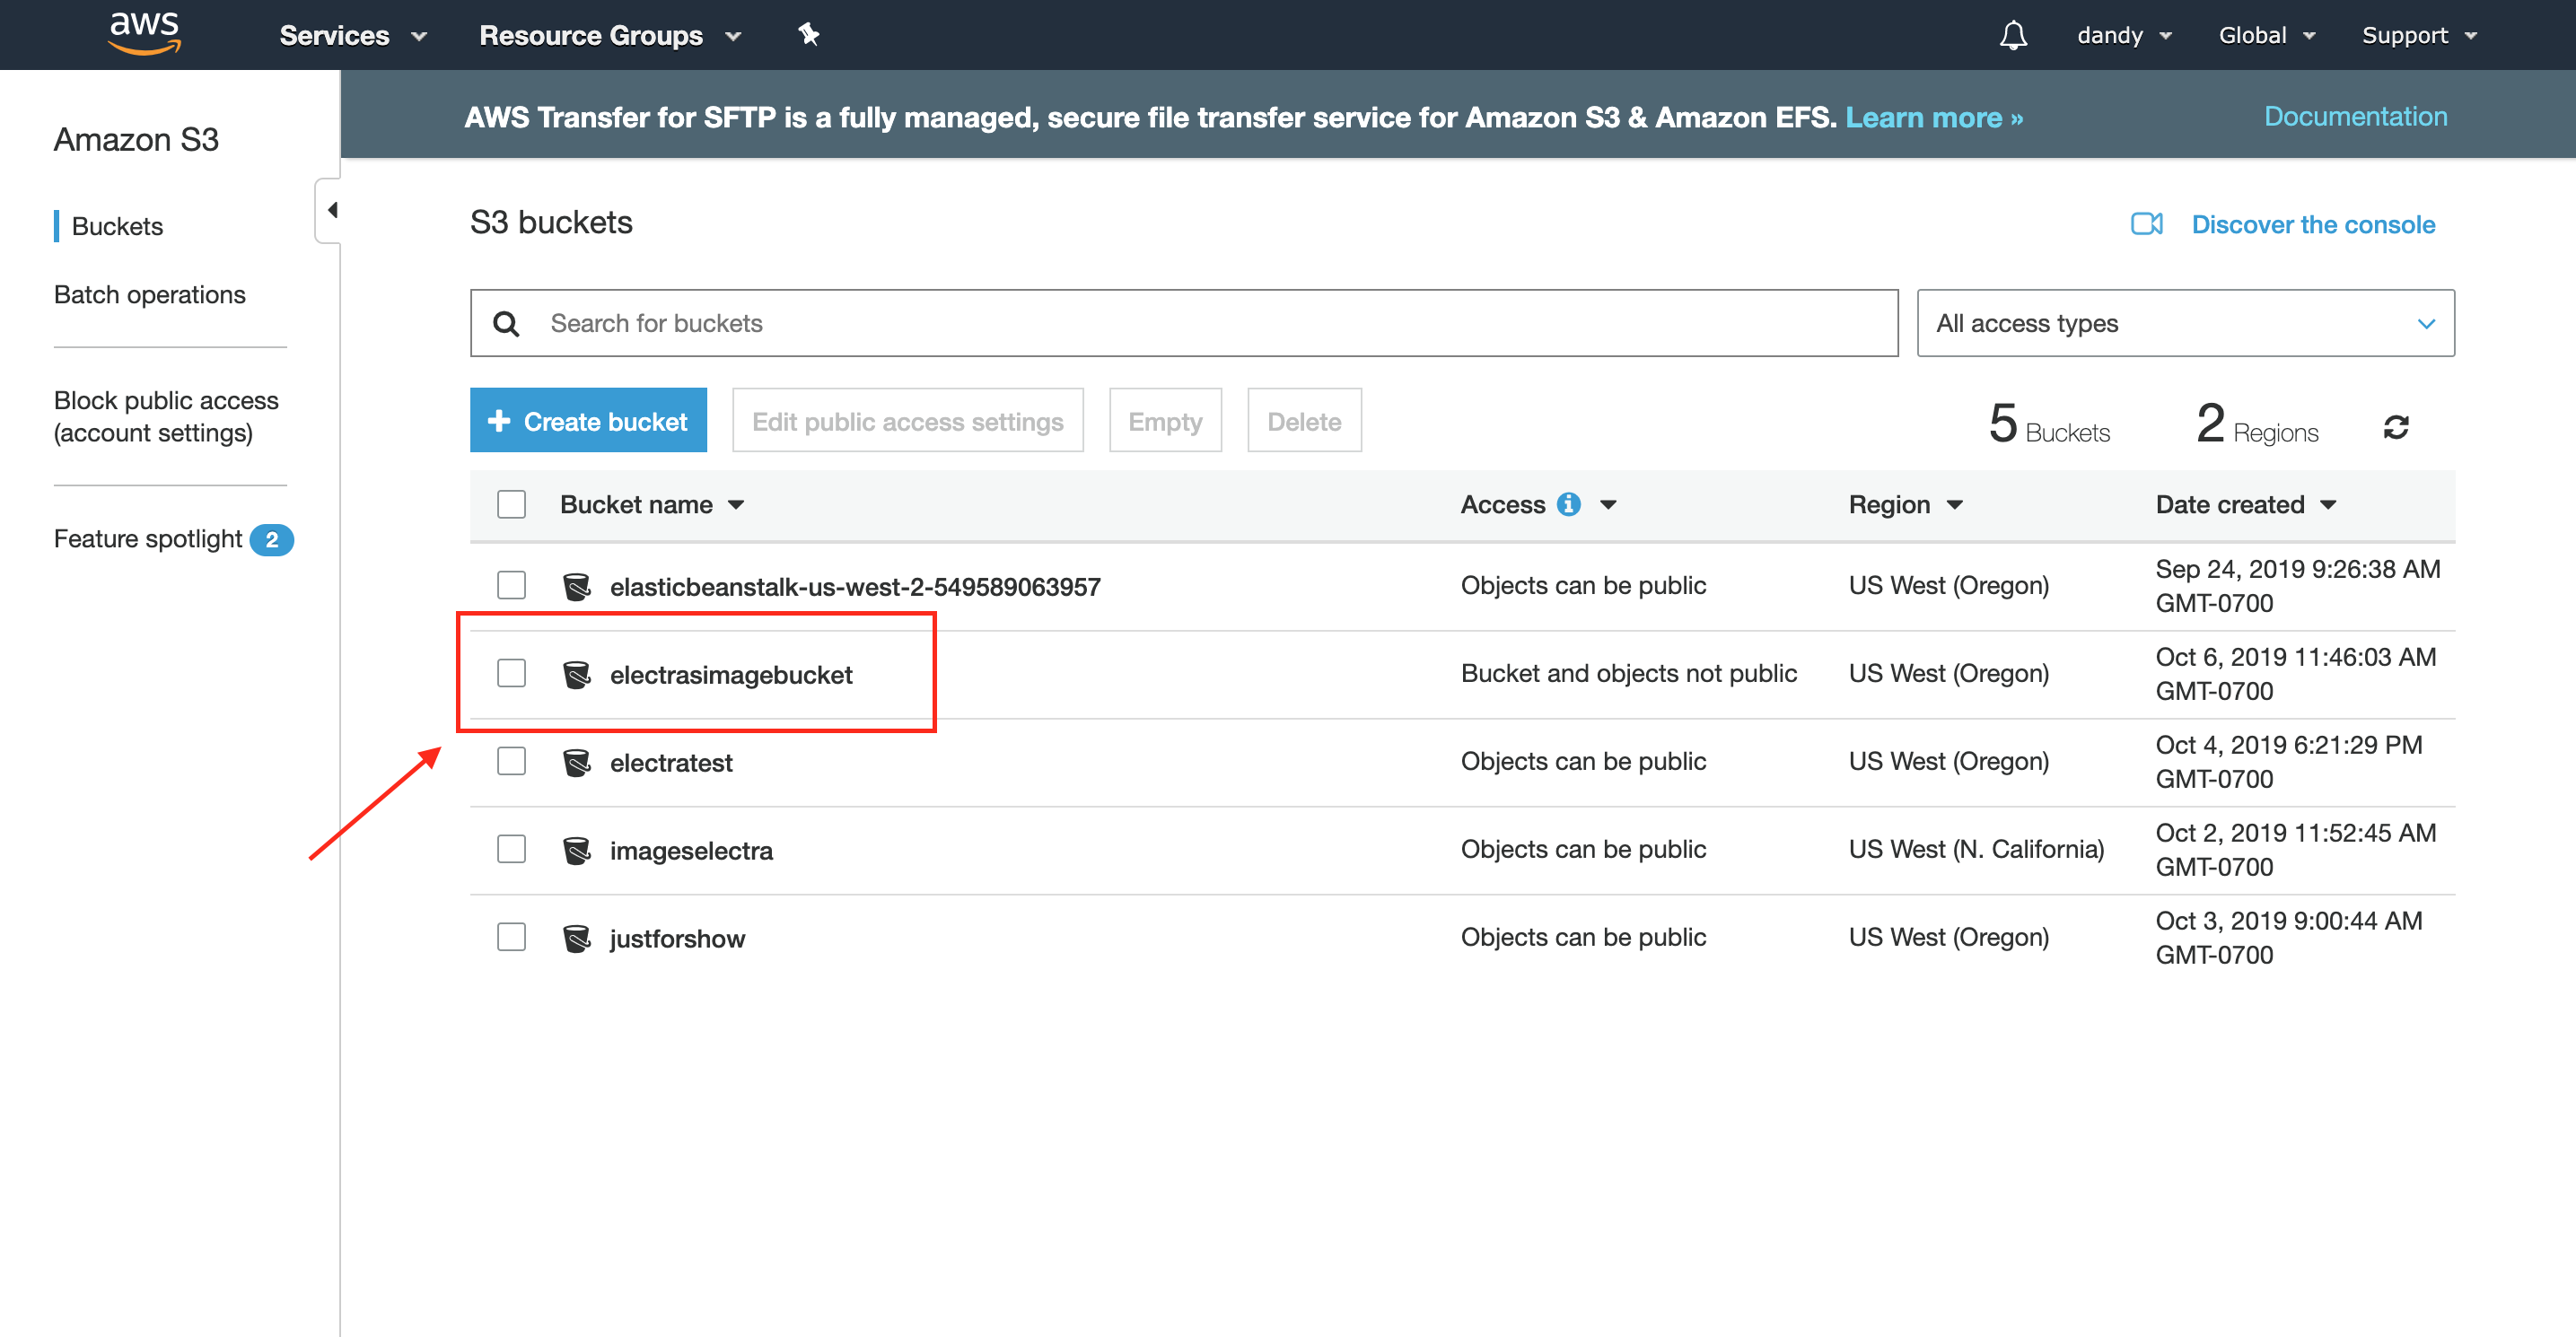 aws Services Resource Groups dandy Global Support
AWS Transfer for SFTP is a fully managed, secure file transfer service for Amazon S3 & Amazon EFS. Learn more » Documentation
Amazon S3
Buckets
Batch operations
Block public access
(account settings)
Feature spotlight 2
S3 buckets Discover the console
Search for buckets All access types
Create bucket Edit public access settings Empty Delete 5 Buckets 2 Regions
Bucket name Access i Region Date created
elasticbeanstalk-us-west-2-549589063957 Objects can be public US West (Oregon) Sep 24, 2019 9:26:38 AM
GMT-0700
electrasimagebucket Bucket and objects not public US West (Oregon) Oct 6, 2019 11:46:03 AM
GMT-0700
electratest Objects can be public US West (Oregon) Oct 4, 2019 6:21:29 PM
GMT-0700
imageselectra Objects can be public US West (N. California) Oct 2, 2019 11:52:45 AM
GMT-0700
justforshow Objects can be public US West (Oregon) Oct 3, 2019 9:00:44 AM
GMT-0700